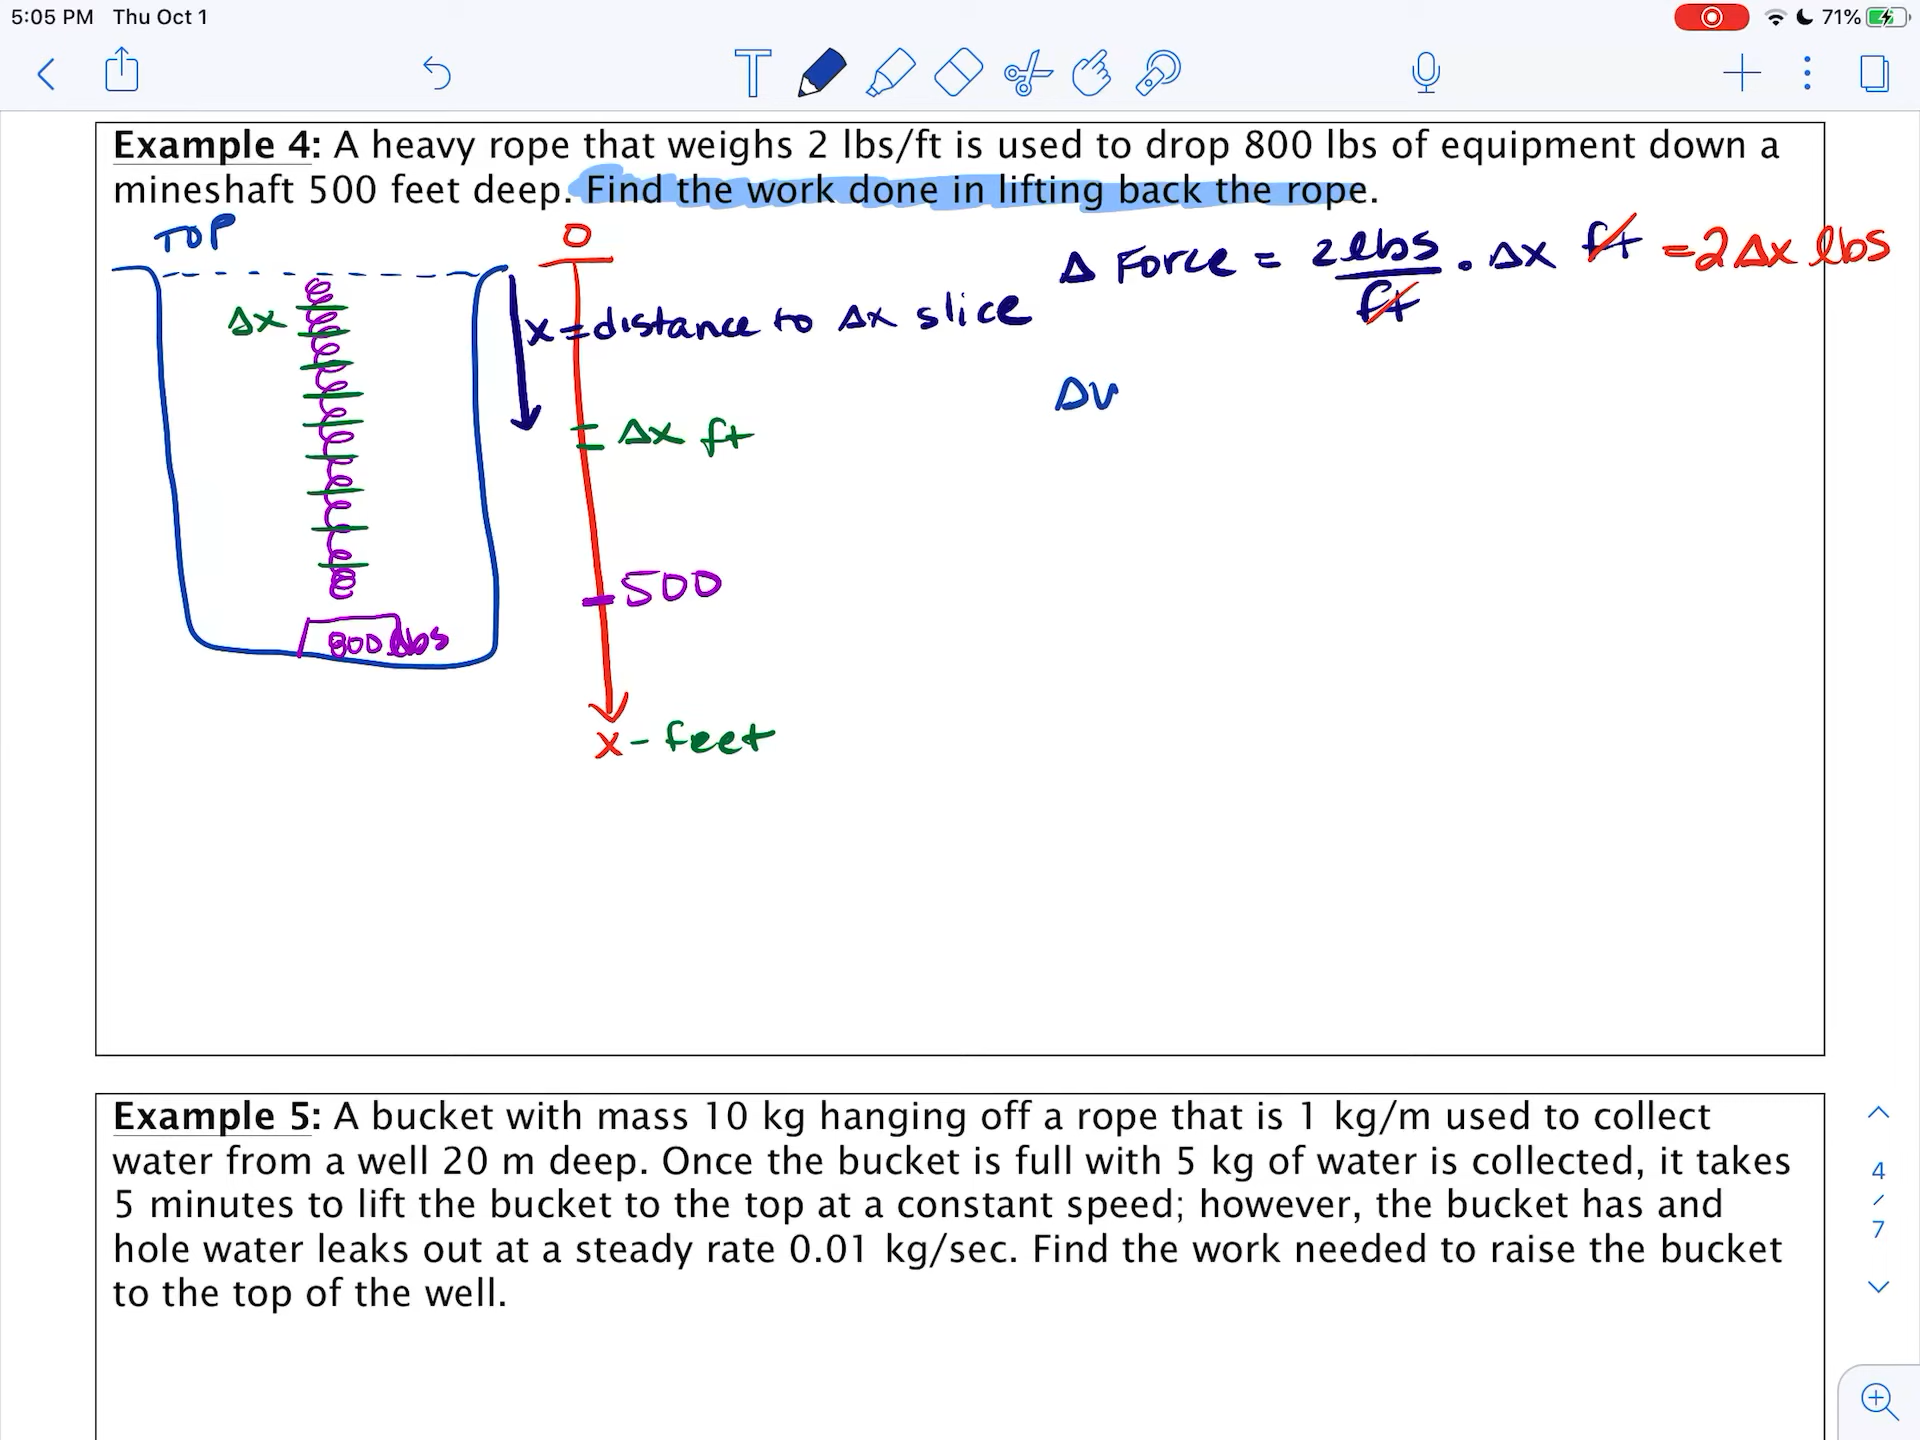 5:05 PM Thu Oct 1
71%
T
Example 4: A heavy rope that weighs 2 lbs/ft is used to drop 800 lbs of equipment down a
mineshaft 500 feet deep. Find the work done in lifting back the rope.
TOP
0
Δ Force = 2 lbs/ft · Δx ft = 2Δx lbs
Δx
x = distance to Δx slice
Δv
Δx ft
500
800 lbs
x - feet
Example 5: A bucket with mass 10 kg hanging off a rope that is 1 kg/m used to collect
water from a well 20 m deep. Once the bucket is full with 5 kg of water is collected, it takes
5 minutes to lift the bucket to the top at a constant speed; however, the bucket has and
hole water leaks out at a steady rate 0.01 kg/sec. Find the work needed to raise the bucket
to the top of the well.
4
/
7